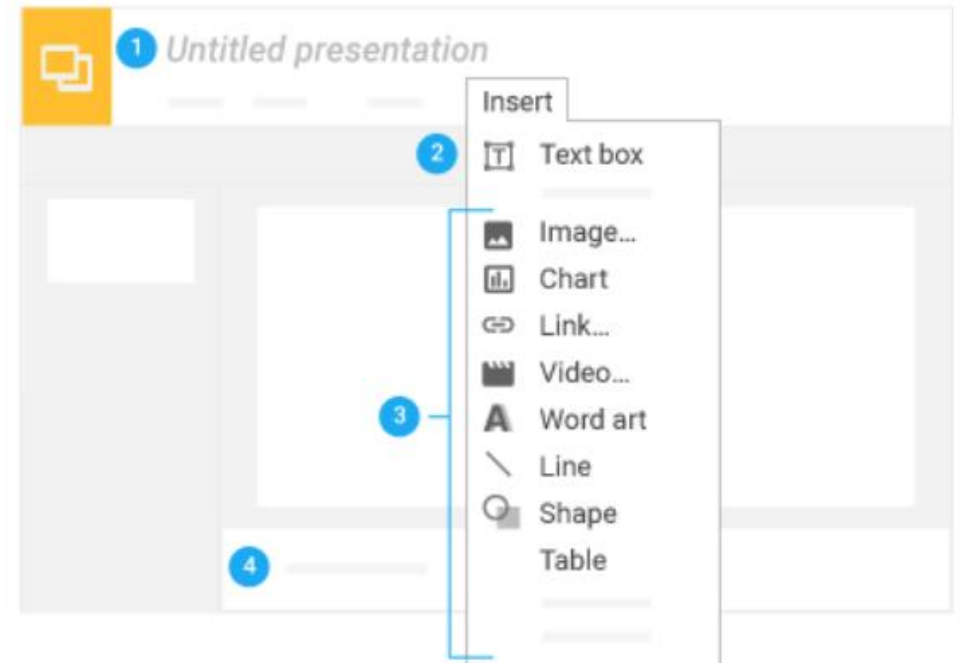 1 Untitled presentation
Insert
2 Text box
Image...
Chart
Link...
Video...
3 Word art
Line
Shape
Table
4